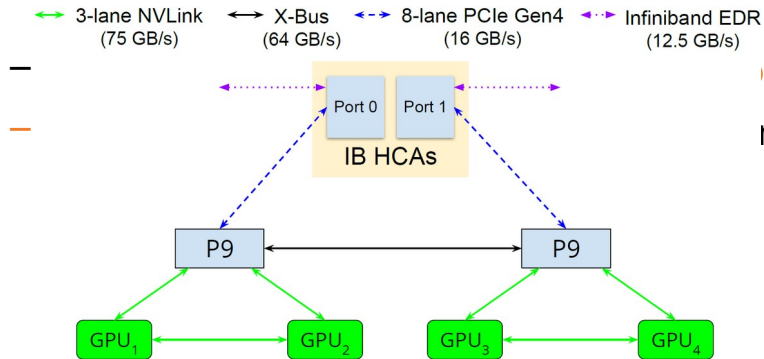 3-lane NVLink X-Bus 8-lane PCIe Gen4 Infiniband EDR
(75 GB/s) (64 GB/s) (16 GB/s) (12.5 GB/s)
Port 0 Port 1
IB HCAs
P9 P9
GPU1 GPU2 GPU3 GPU4